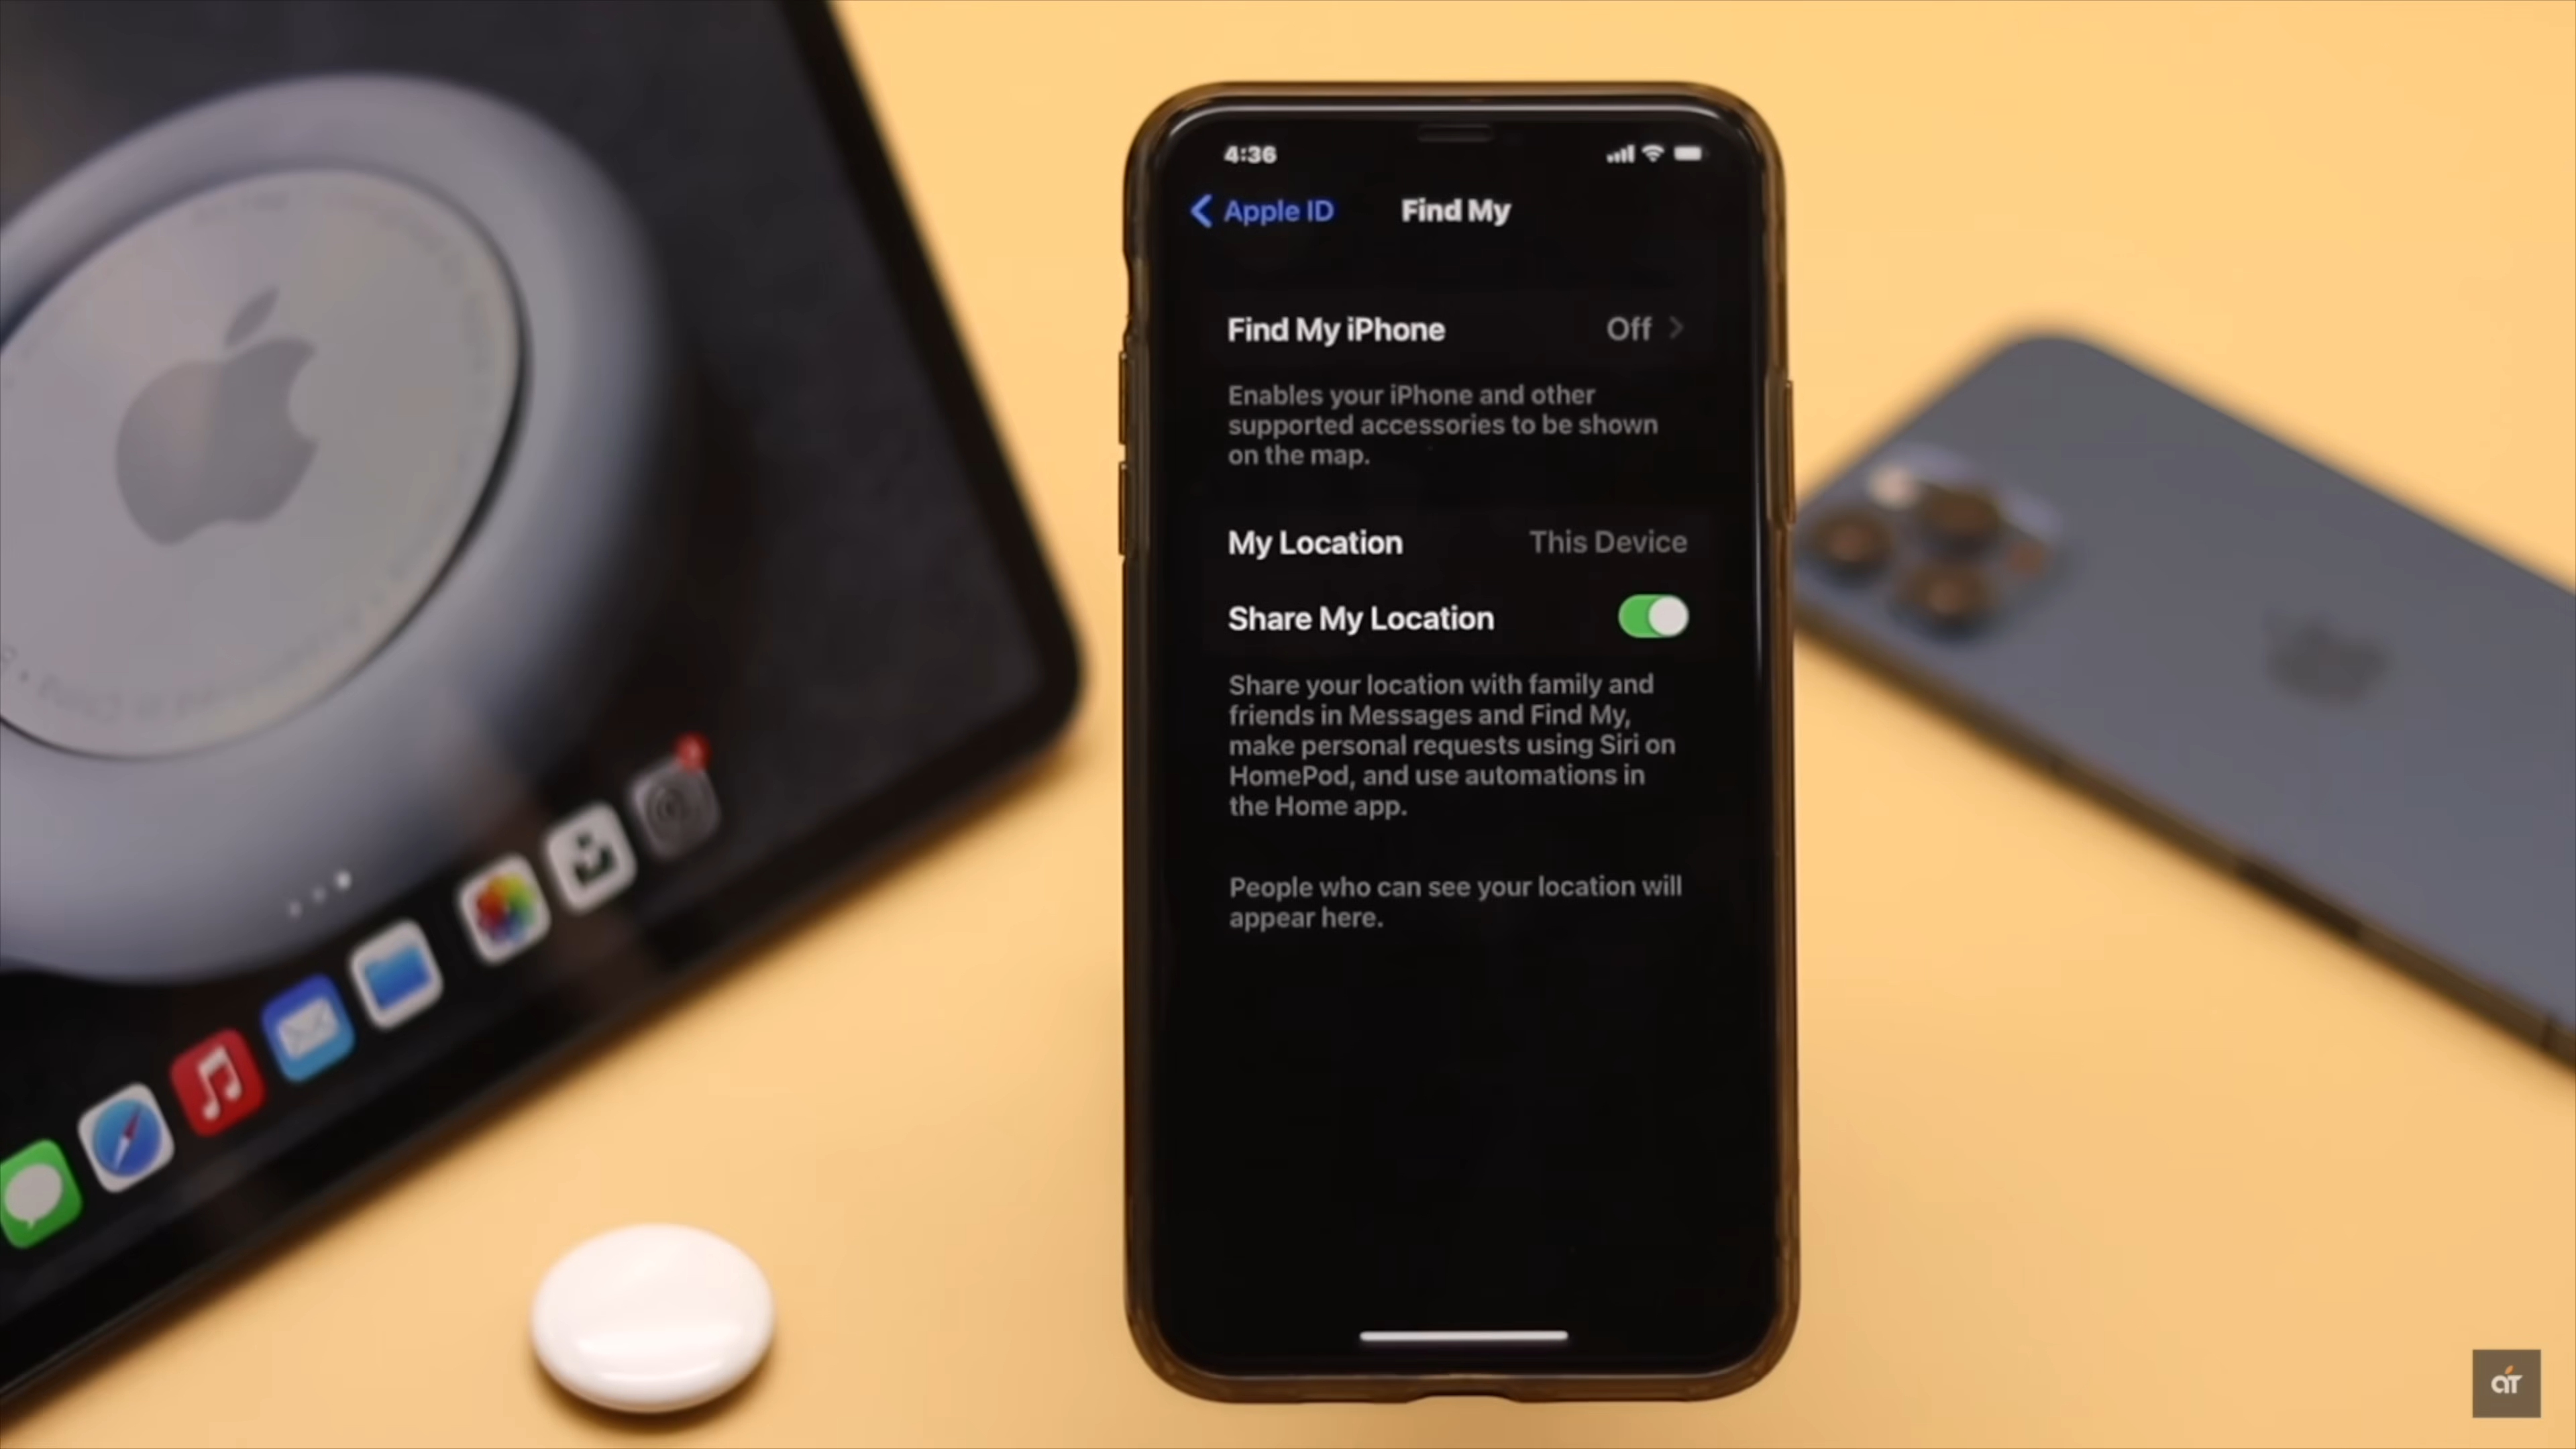 4:36
Apple ID
Find My
Find My iPhone
Off
Enables your iPhone and other
supported accessories to be shown
on the map.
My Location
This Device
Share My Location
Share your location with family and
friends in Messages and Find My,
make personal requests using Siri on
HomePod, and use automations in
the Home app.
People who can see your location will
appear here.
aт